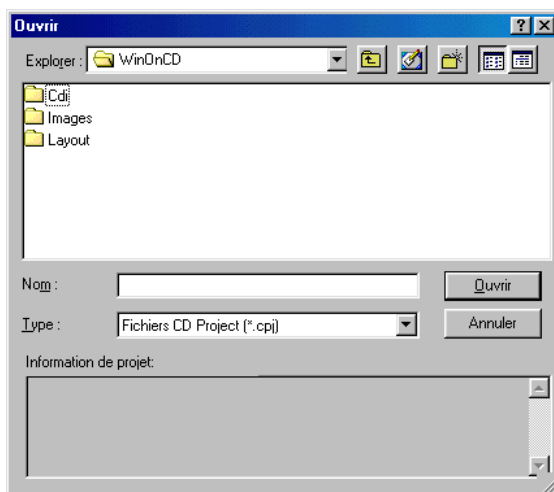 Ouvrir
Explorer : WinOnCD
Cdi
Images
Layout
Nom :
Ouvrir
Type : Fichiers CD Project (*.cpj)
Annuler
Information de projet: